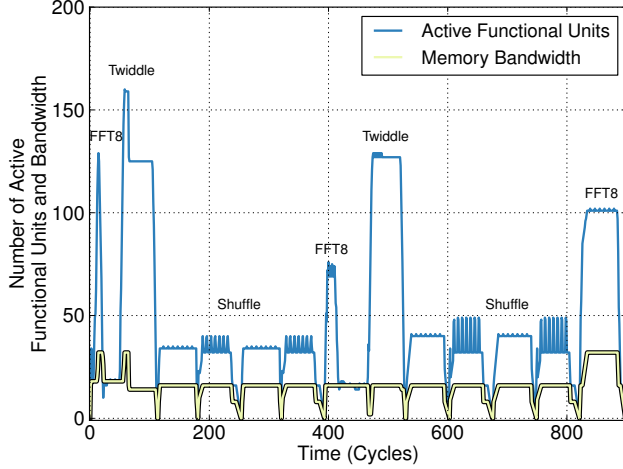 200
150
100
50
0
0
200
400
600
800
Time (Cycles)
Number of Active
Functional Units and Bandwidth
Active Functional Units
Memory Bandwidth
Twiddle
FFT8
Shuffle
FFT8
Twiddle
Shuffle
FFT8